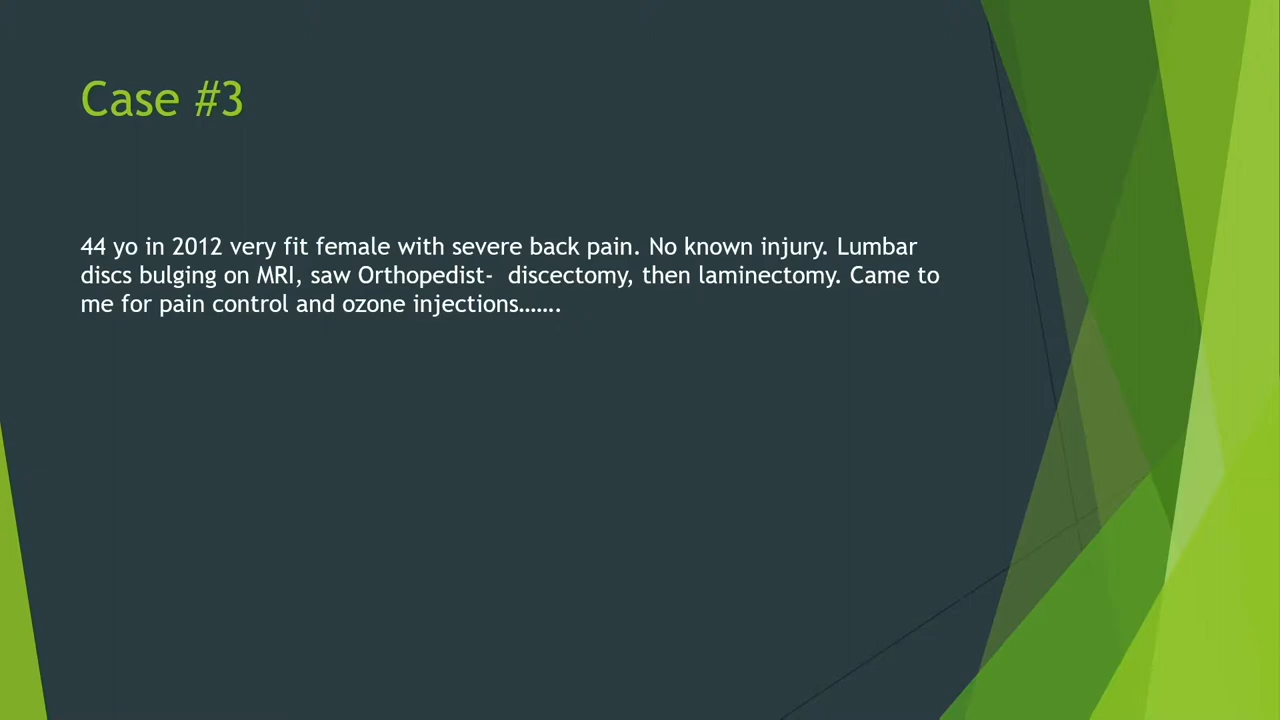 Case #3
44 yo in 2012 very fit female with severe back pain. No known injury. Lumbar
discs bulging on MRI, saw Orthopedist-  discectomy, then laminectomy. Came to
me for pain control and ozone injections…….